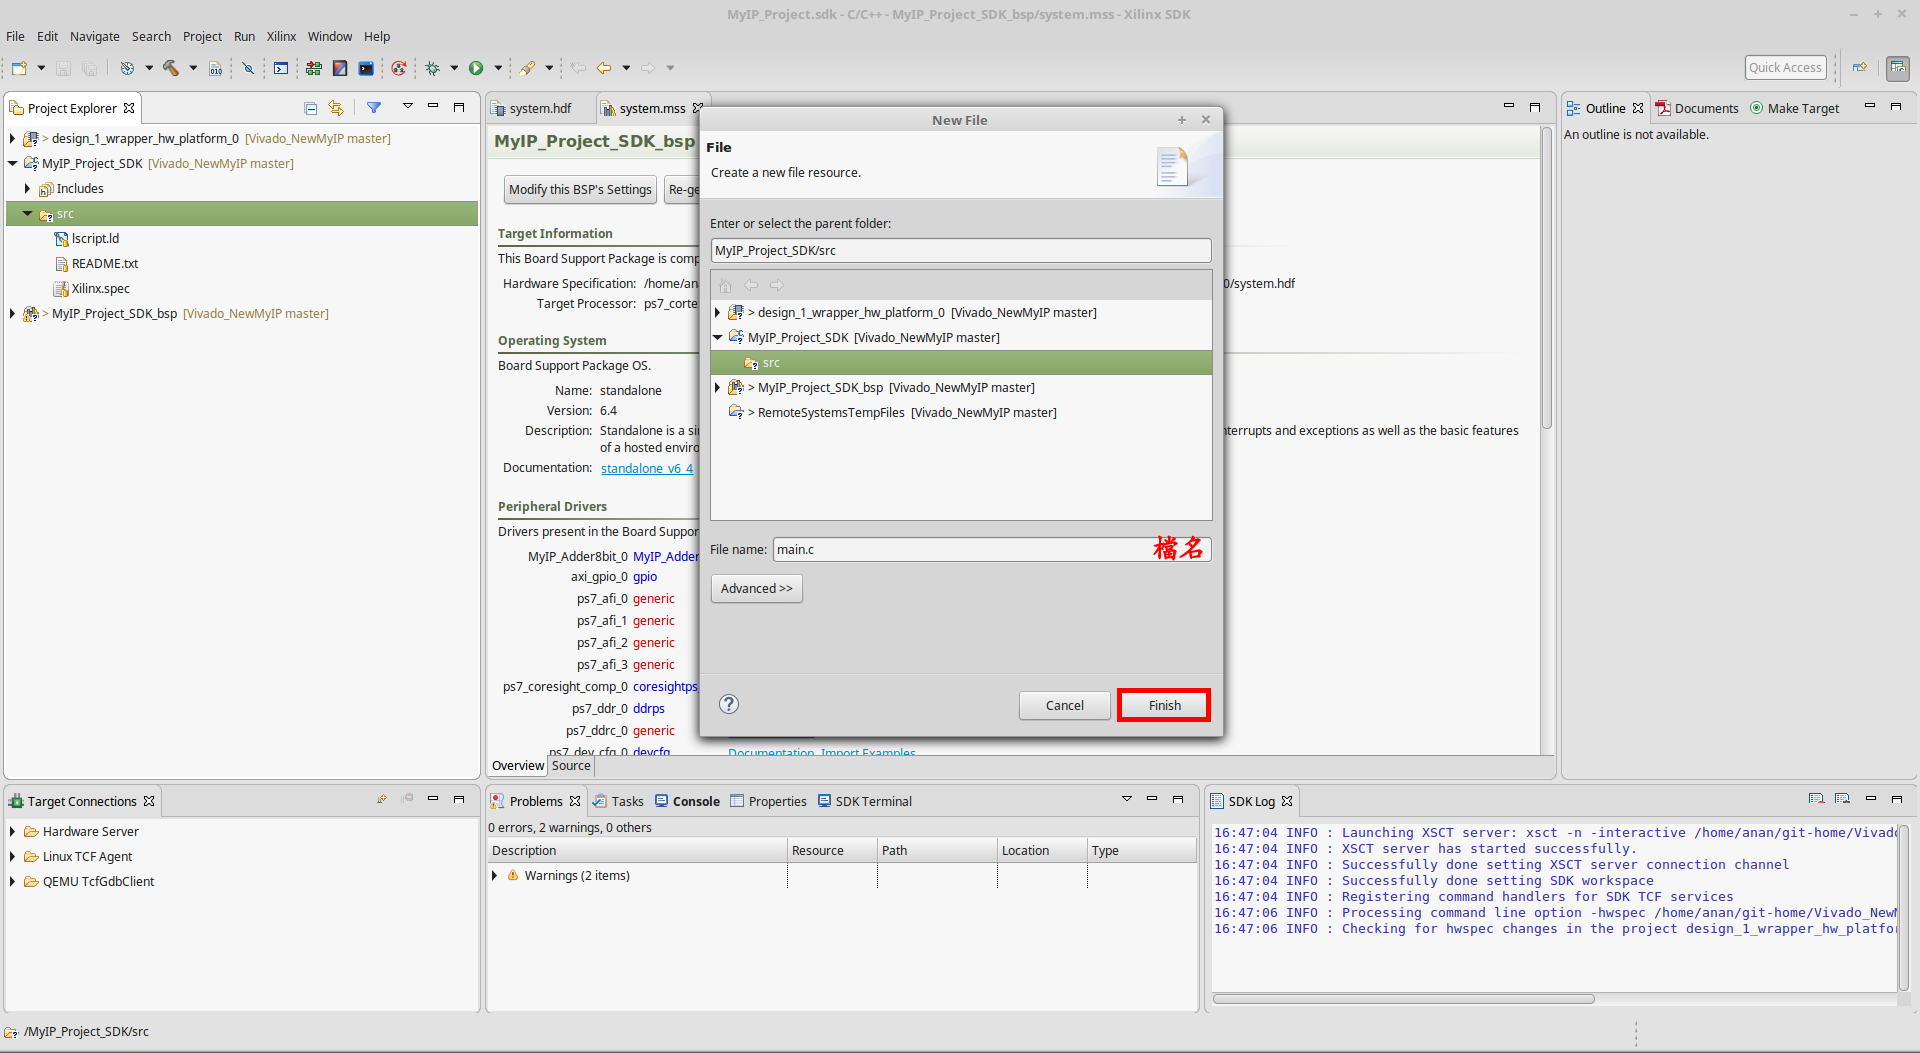 MyIP_Project.sdk - C/C++ - MyIP_Project_SDK_bsp/system.mss - Xilinx SDK
File Edit Navigate Search Project Run Xilinx Window Help
Quick Access
Project Explorer
> design_1_wrapper_hw_platform_0 [Vivado_NewMyIP master]
MyIP_Project_SDK [Vivado_NewMyIP master]
Includes
src
lscript.ld
README.txt
Xilinx.spec
> MyIP_Project_SDK_bsp [Vivado_NewMyIP master]
system.hdf
system.mss
MyIP_Project_SDK_bsp
Modify this BSP's Settings
Re-ge
Target Information
This Board Support Package is comp
Hardware Specification: /home/ana
0/system.hdf
Target Processor: ps7_corte
Operating System
Board Support Package OS.
Name: standalone
Version: 6.4
Description: Standalone is a si
nterrupts and exceptions as well as the basic features
of a hosted enviro
Documentation: standalone_v6_4
Peripheral Drivers
Drivers present in the Board Suppor
MyIP_Adder8bit_0 MyIP_Adder
axi_gpio_0 gpio
ps7_afi_0 generic
ps7_afi_1 generic
ps7_afi_2 generic
ps7_afi_3 generic
ps7_coresight_comp_0 coresightps
ps7_ddr_0 ddrps
ps7_ddrc_0 generic
ps7_dev_cfg_0 devcfg
Documentation Import Examples
Overview Source
New File
File
Create a new file resource.
Enter or select the parent folder:
MyIP_Project_SDK/src
> design_1_wrapper_hw_platform_0 [Vivado_NewMyIP master]
MyIP_Project_SDK [Vivado_NewMyIP master]
src
> MyIP_Project_SDK_bsp [Vivado_NewMyIP master]
> RemoteSystemsTempFiles [Vivado_NewMyIP master]
File name: main.c 檔名
Advanced >>
Cancel
Finish
Outline
Documents
Make Target
An outline is not available.
Target Connections
Hardware Server
Linux TCF Agent
QEMU TcfGdbClient
Problems Tasks Console Properties SDK Terminal
0 errors, 2 warnings, 0 others
Description Resource Path Location Type
Warnings (2 items)
SDK Log
16:47:04 INFO : Launching XSCT server: xsct -n -interactive /home/anan/git-home/Vivado
16:47:04 INFO : XSCT server has started successfully.
16:47:04 INFO : Successfully done setting XSCT server connection channel
16:47:04 INFO : Successfully done setting SDK workspace
16:47:04 INFO : Registering command handlers for SDK TCF services
16:47:06 INFO : Processing command line option -hwspec /home/anan/git-home/Vivado_NewM
16:47:06 INFO : Checking for hwspec changes in the project design_1_wrapper_hw_platfor
/MyIP_Project_SDK/src